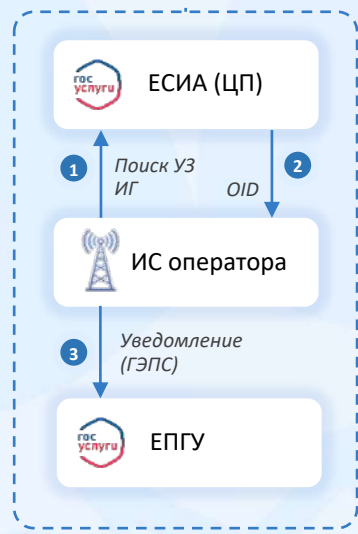 гос
услуги
ЕСИА (ЦП)
1
Поиск УЗ
ИГ
2
OID
ИС оператора
3
Уведомление
(ГЭПС)
гос
услуги
ЕПГУ